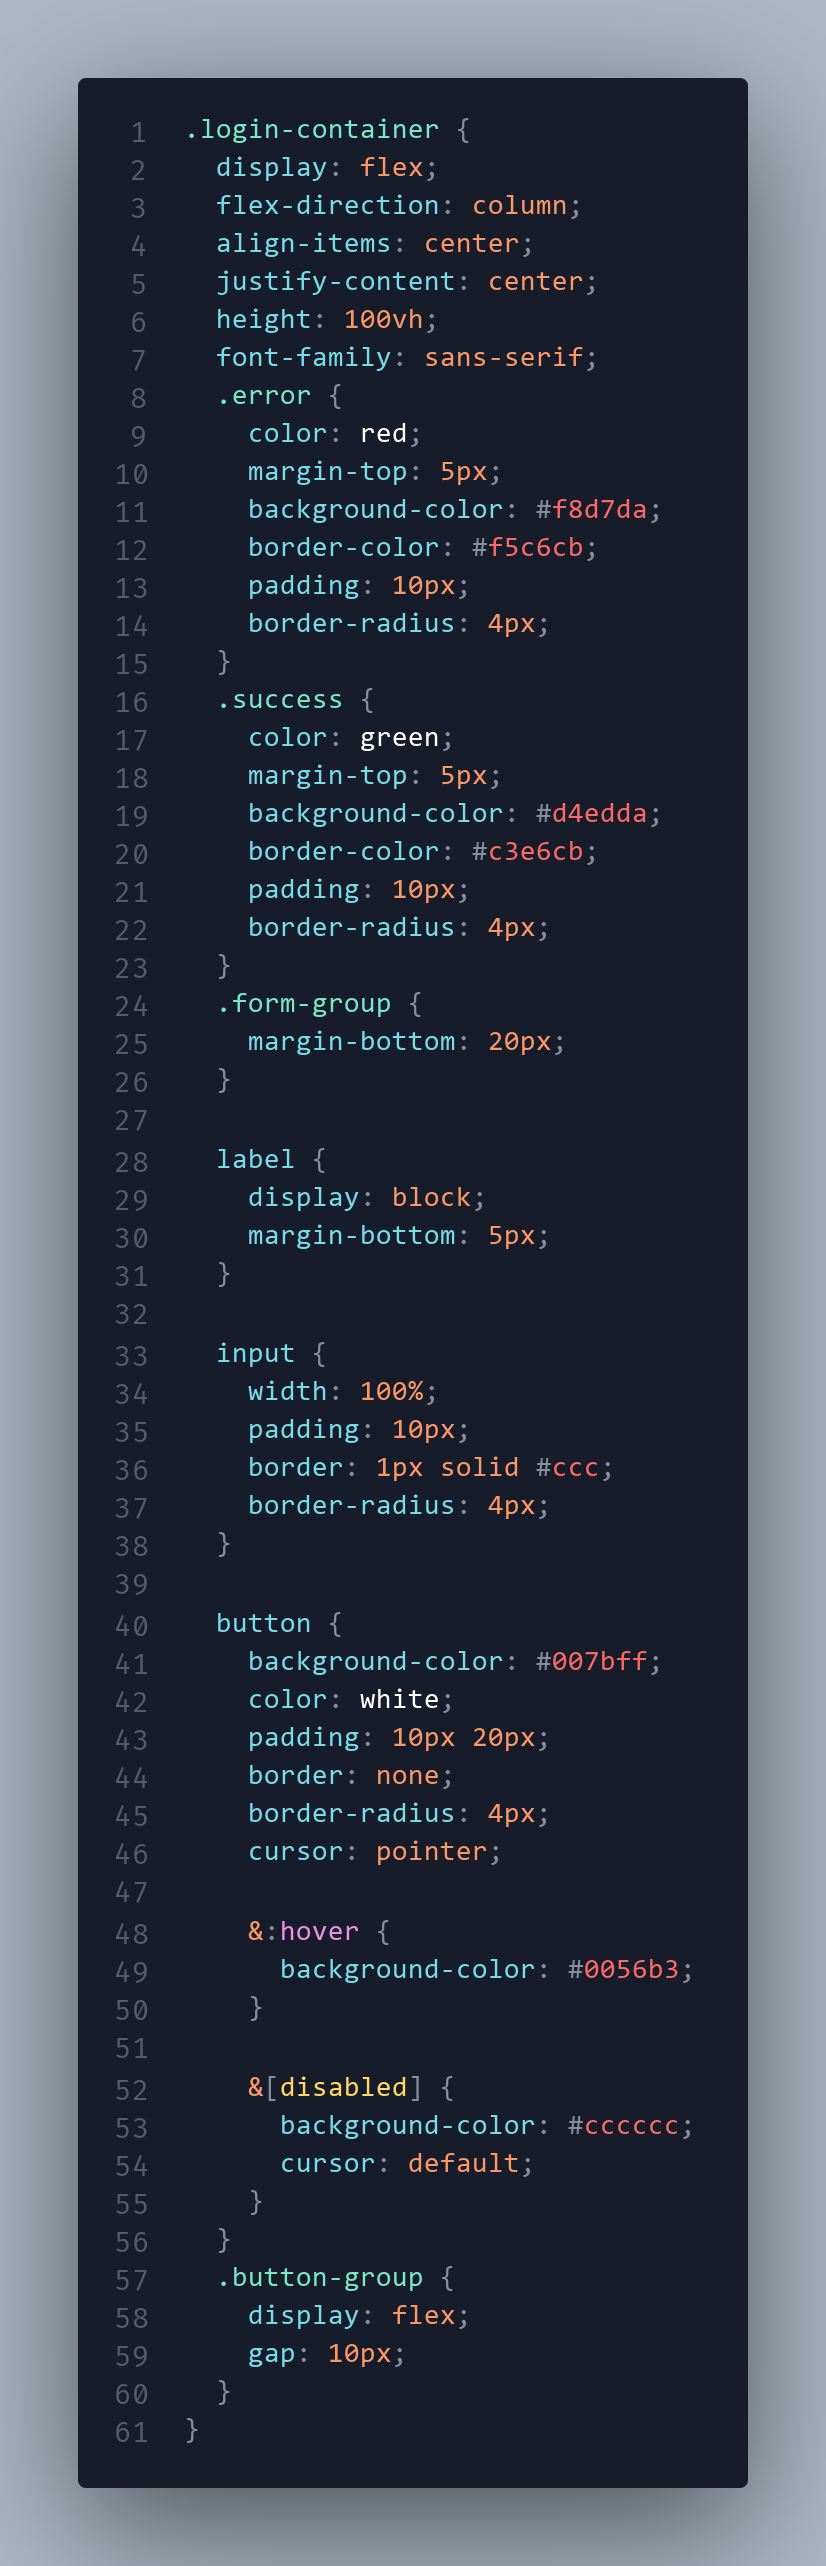 1 .login-container {
2   display: flex;
3   flex-direction: column;
4   align-items: center;
5   justify-content: center;
6   height: 100vh;
7   font-family: sans-serif;
8   .error {
9     color: red;
10     margin-top: 5px;
11     background-color: #f8d7da;
12     border-color: #f5c6cb;
13     padding: 10px;
14     border-radius: 4px;
15   }
16   .success {
17     color: green;
18     margin-top: 5px;
19     background-color: #d4edda;
20     border-color: #c3e6cb;
21     padding: 10px;
22     border-radius: 4px;
23   }
24   .form-group {
25     margin-bottom: 20px;
26   }
27
28   label {
29     display: block;
30     margin-bottom: 5px;
31   }
32
33   input {
34     width: 100%;
35     padding: 10px;
36     border: 1px solid #ccc;
37     border-radius: 4px;
38   }
39
40   button {
41     background-color: #007bff;
42     color: white;
43     padding: 10px 20px;
44     border: none;
45     border-radius: 4px;
46     cursor: pointer;
47
48     &:hover {
49       background-color: #0056b3;
50     }
51
52     &[disabled] {
53       background-color: #cccccc;
54       cursor: default;
55     }
56   }
57   .button-group {
58     display: flex;
59     gap: 10px;
60   }
61 }